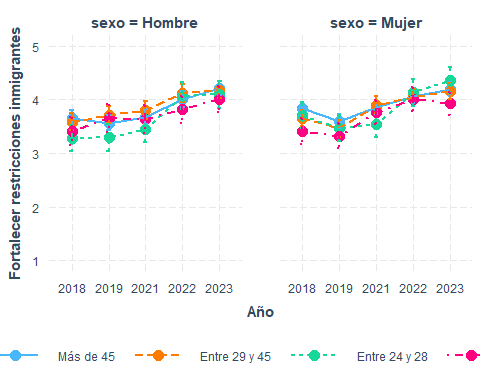 sexo = Hombre sexo = Mujer
Fortalecer restricciones inmigrantes
5
4
3
2
1
2018 2019 2021 2022 2023 2018 2019 2021 2022 2023
Año
Más de 45 Entre 29 y 45 Entre 24 y 28